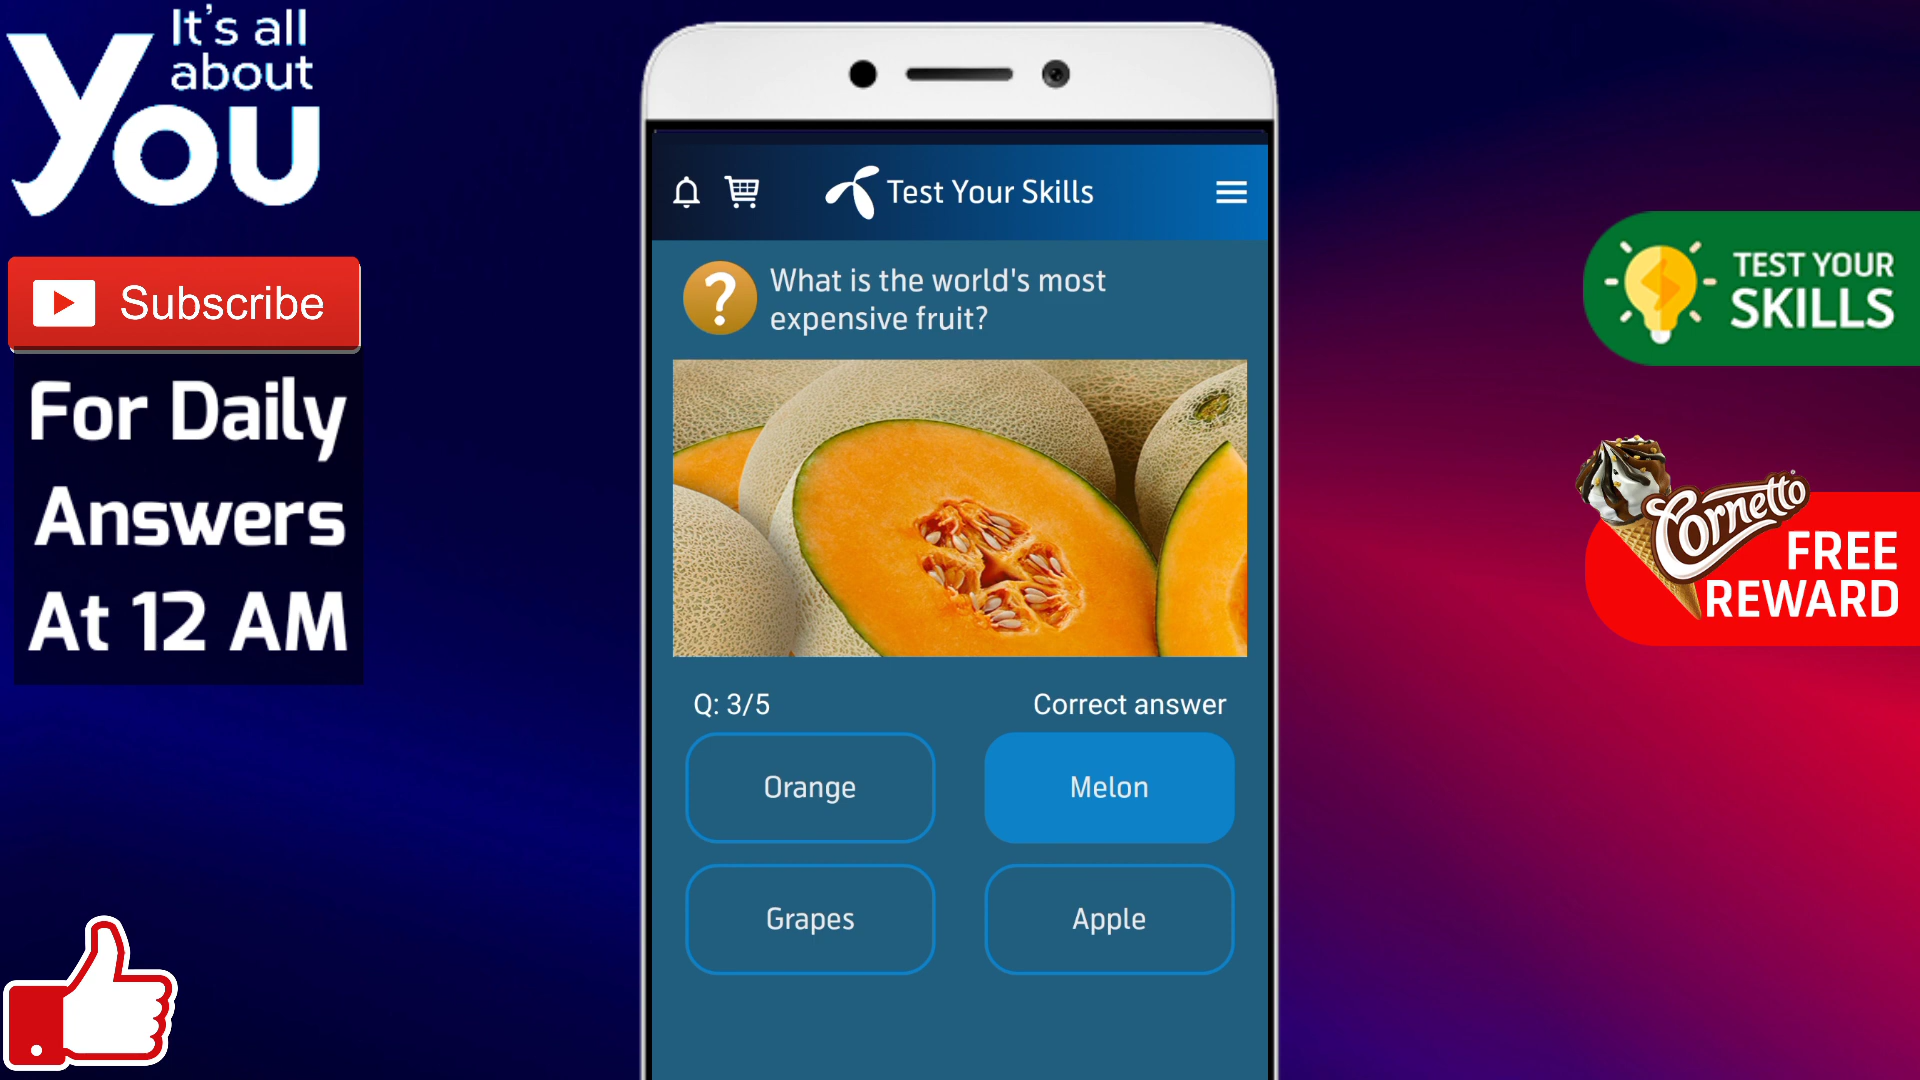 It's all
about
You
Subscribe
For Daily
Answers
At 12 AM
Test Your Skills
What is the world's most
expensive fruit?
Q: 3/5
Correct answer
Orange
Melon
Grapes
Apple
TEST YOUR
SKILLS
Cornetto
FREE
REWARD